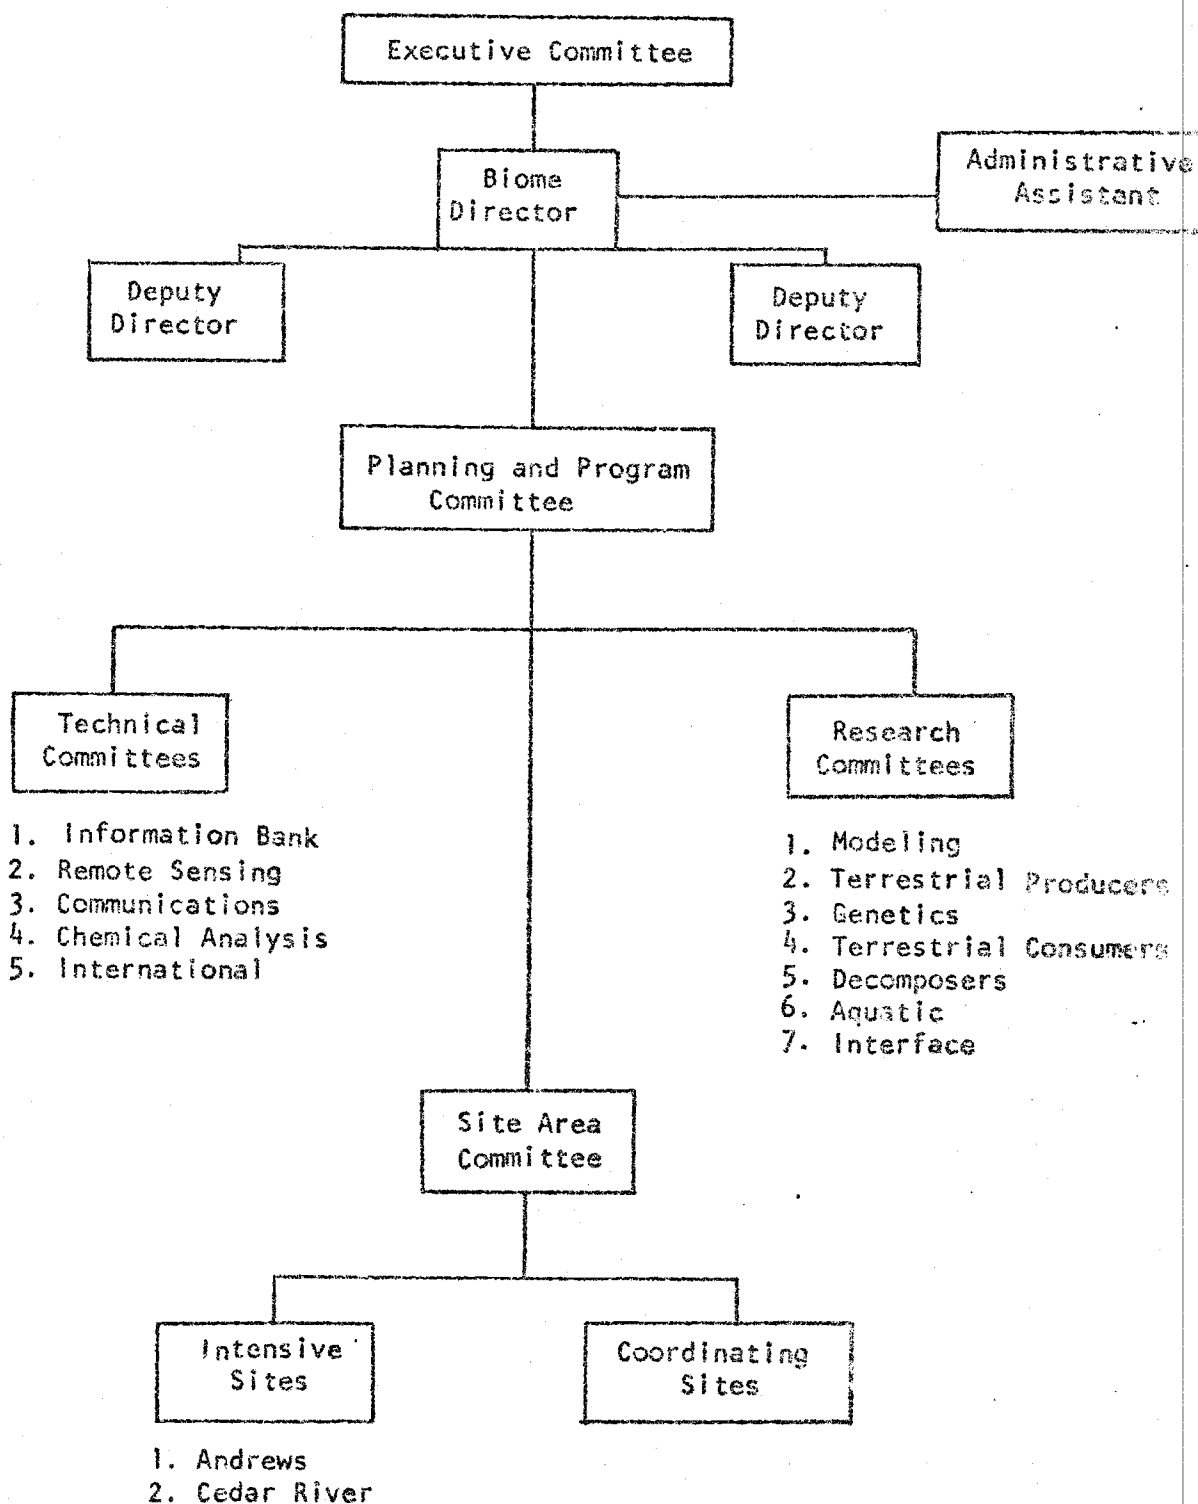 Executive Committee
Biome
Director
Administrative
Assistant
Deputy
Director
Deputy
Director
Planning and Program
Committee
Technical
Committees
1. Information Bank
2. Remote Sensing
3. Communications
4. Chemical Analysis
5. International
Research
Committees
1. Modeling
2. Terrestrial Producers
3. Genetics
4. Terrestrial Consumers
5. Decomposers
6. Aquatic
7. Interface
Site Area
Committee
Intensive
Sites
1. Andrews
2. Cedar River
Coordinating
Sites